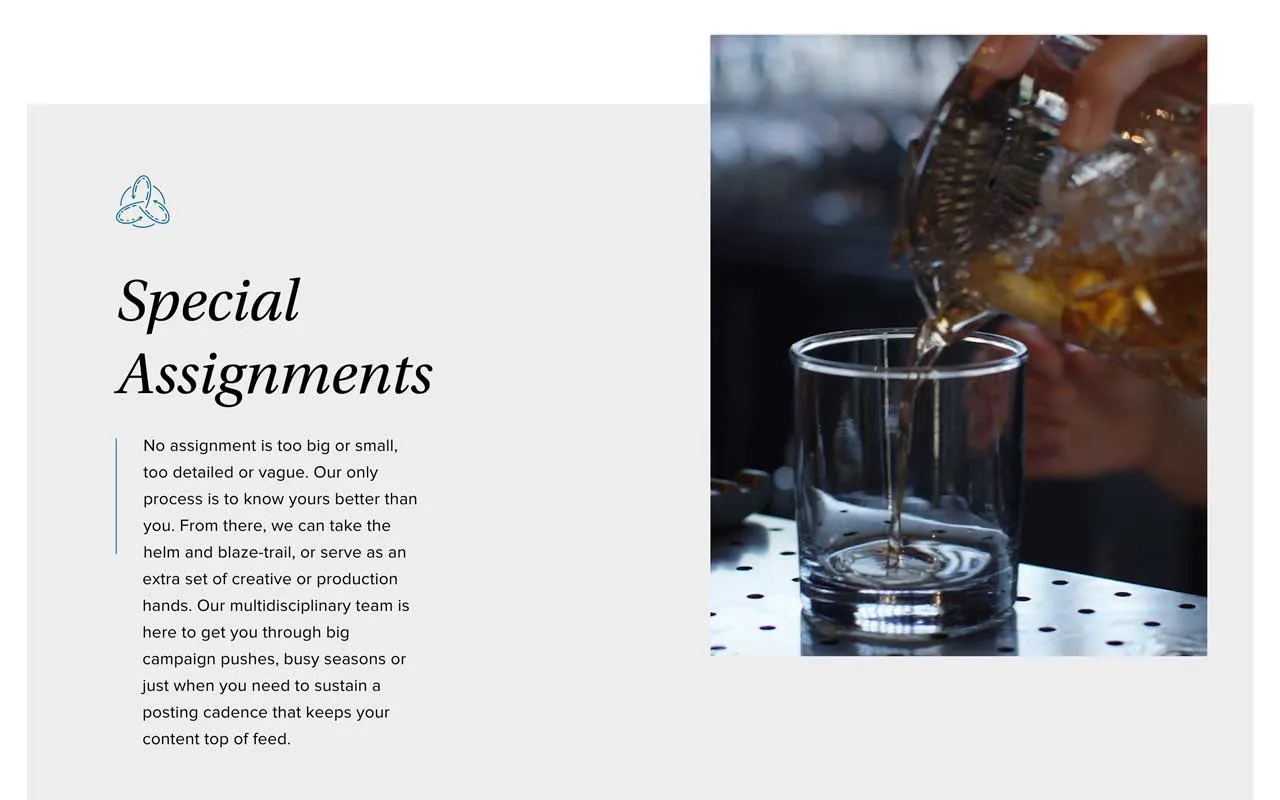 Special
Assignments
No assignment is too big or small,
too detailed or vague. Our only
process is to know yours better than
you. From there, we can take the
helm and blaze-trail, or serve as an
extra set of creative or production
hands. Our multidisciplinary team is
here to get you through big
campaign pushes, busy seasons or
just when you need to sustain a
posting cadence that keeps your
content top of feed.